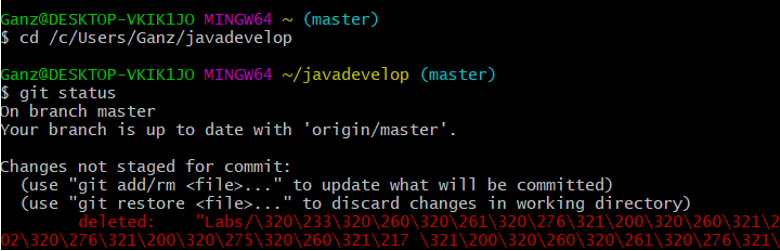 Ganz@DESKTOP-VKIK1JO MINGW64 ~ (master)
$ cd /c/Users/Ganz/javadevelop
Ganz@DESKTOP-VKIK1JO MINGW64 ~/javadevelop (master)
$ git status
On branch master
Your branch is up to date with 'origin/master'.
Changes not staged for commit:
(use "git add/rm <file>..." to update what will be committed)
(use "git restore <file>..." to discard changes in working directory)
deleted: "Labs/\320\233\320\260\320\261\320\276\321\200\320\260\321\2
02\320\276\321\200\320\275\320\260\321\217 \321\200\320\260\320\261\320\276\321